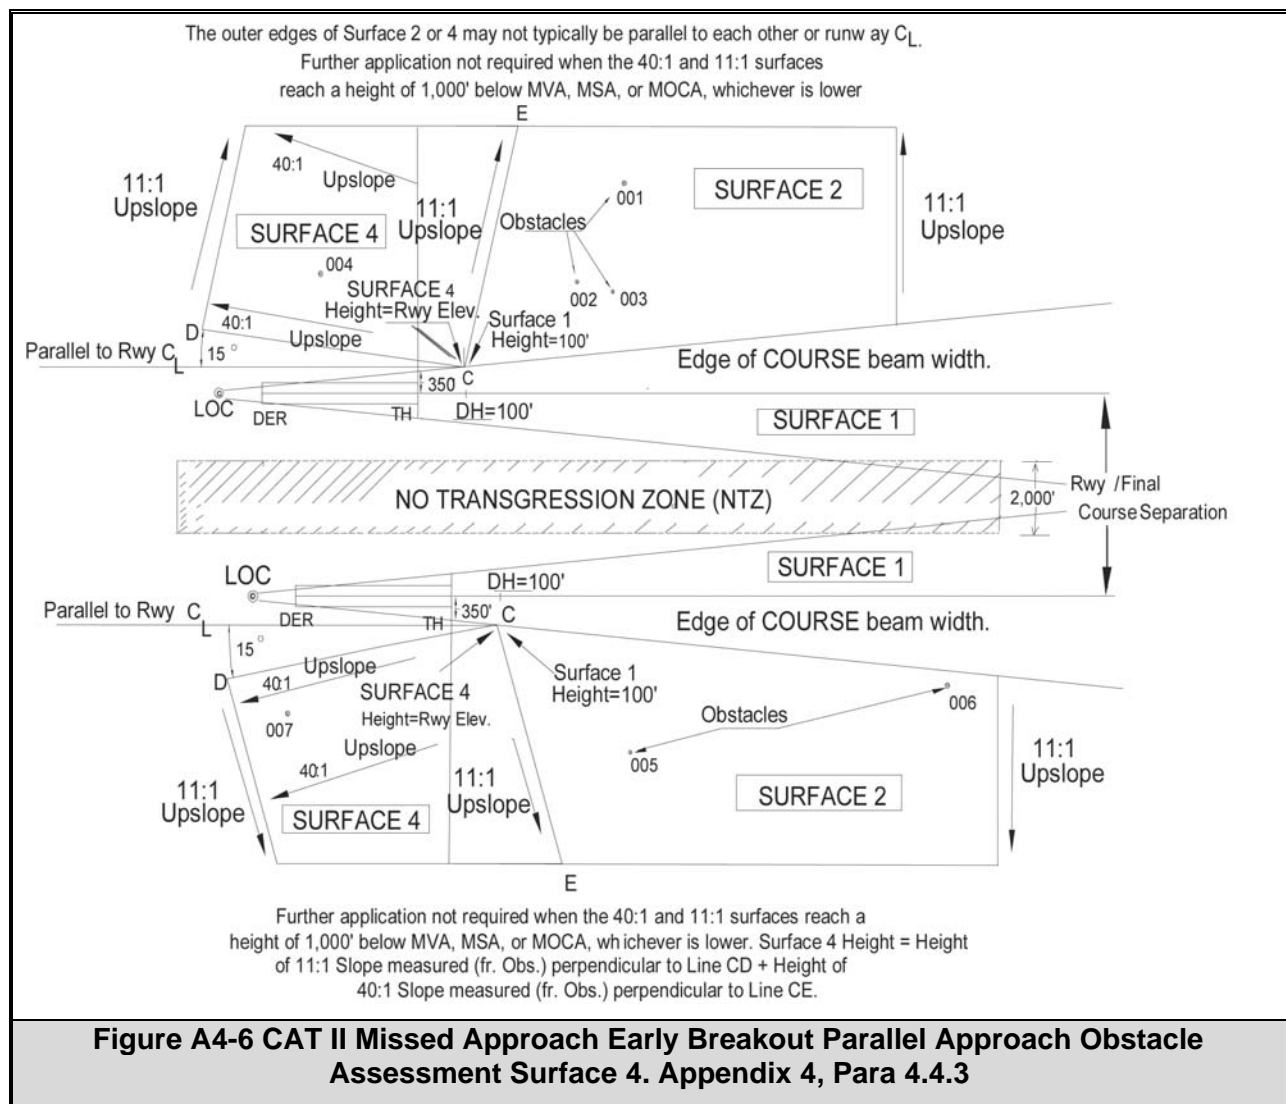 The outer edges of Surface 2 or 4 may not typically be parallel to each other or runw ay CL.
Further application not required when the 40:1 and 11:1 surfaces
reach a height of 1,000' below MVA, MSA, or MOCA, whichever is lower
E
40:1
Upslope
11:1
Upslope
SURFACE 4
11:1
Upslope
001
Obstacles
SURFACE 2
11:1
Upslope
004
002
003
SURFACE 4
Height=Rwy Elev.
Surface 1
Height=100'
D
40:1
Upslope
Parallel to Rwy CL
15°
C
350'
Edge of COURSE beam width.
LOC
DER
TH
DH=100'
SURFACE 1
NO TRANSGRESSION ZONE (NTZ)
2,000'
Rwy /Final
Course Separation
SURFACE 1
LOC
DH=100'
Parallel to Rwy CL
DER
TH
350'
C
Edge of COURSE beam width.
15°
D
Upslope
40:1
Surface 1
Height=100'
SURFACE 4
Height=Rwy Elev.
006
007
Obstacles
Upslope
005
40:1
11:1
Upslope
11:1
Upslope
11:1
Upslope
SURFACE 4
SURFACE 2
E
Further application not required when the 40:1 and 11:1 surfaces reach a
height of 1,000' below MVA, MSA, or MOCA, whichever is lower. Surface 4 Height = Height
of 11:1 Slope measured (fr. Obs.) perpendicular to Line CD + Height of
40:1 Slope measured (fr. Obs.) perpendicular to Line CE.
Figure A4-6 CAT II Missed Approach Early Breakout Parallel Approach Obstacle
Assessment Surface 4. Appendix 4, Para 4.4.3